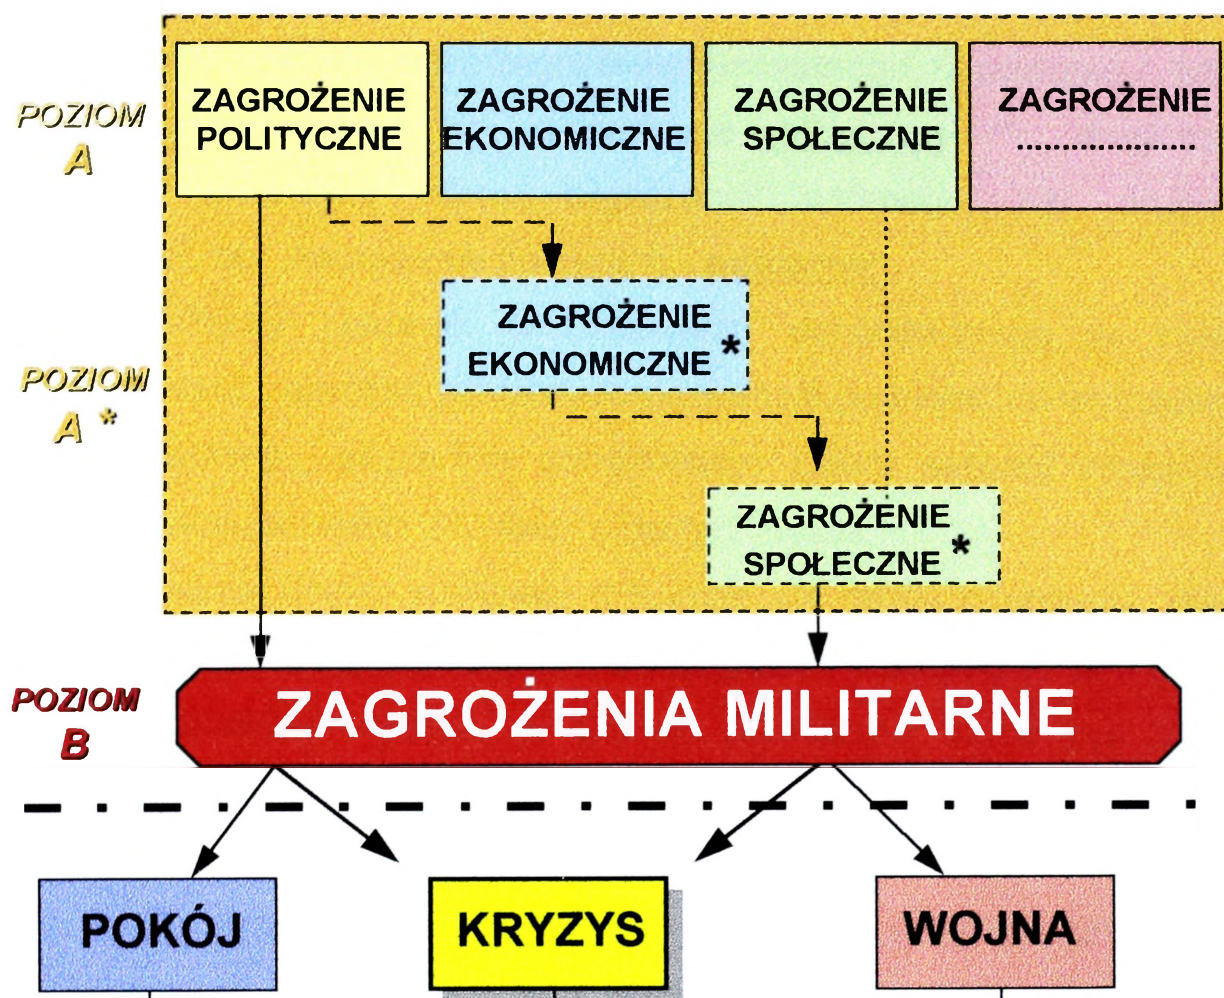 POZIOM
A
ZAGROŻENIE
POLITYCZNE
ZAGROŻENIE
EKONOMICZNE
ZAGROŻENIE
SPOŁECZNE
ZAGROŻENIE
....................
POZIOM
A *
ZAGROŻENIE
EKONOMICZNE *
ZAGROŻENIE
SPOŁECZNE *
POZIOM
B
ZAGROŻENIA MILITARNE
POKÓJ
KRYZYS
WOJNA